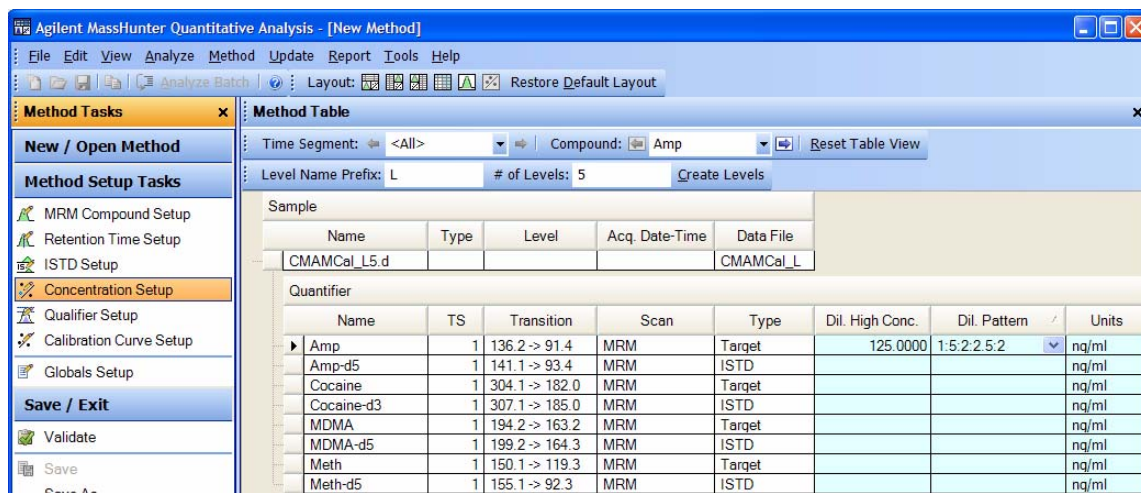 Agilent MassHunter Quantitative Analysis - [New Method]
File Edit View Analyze Method Update Report Tools Help
Analyze Batch Layout: Restore Default Layout
Method Tasks
New / Open Method
Method Setup Tasks
MRM Compound Setup
Retention Time Setup
ISTD Setup
Concentration Setup
Qualifier Setup
Calibration Curve Setup
Globals Setup
Save / Exit
Validate
Save
Save As
Method Table
Time Segment: <All> Compound: Amp Reset Table View
Level Name Prefix: L # of Levels: 5 Create Levels
Sample
Name Type Level Acq. Date-Time Data File
CMAMCal_L5.d CMAMCal_L
Quantifier
Name TS Transition Scan Type Dil. High Conc. Dil. Pattern Units
Amp 1 136.2 -> 91.4 MRM Target 125.0000 1:5:2:2.5:2 ng/ml
Amp-d5 1 141.1 -> 93.4 MRM ISTD ng/ml
Cocaine 1 304.1 -> 182.0 MRM Target ng/ml
Cocaine-d3 1 307.1 -> 185.0 MRM ISTD ng/ml
MDMA 1 194.2 -> 163.2 MRM Target ng/ml
MDMA-d5 1 199.2 -> 164.3 MRM ISTD ng/ml
Meth 1 150.1 -> 119.3 MRM Target ng/ml
Meth-d5 1 155.1 -> 92.3 MRM ISTD ng/ml